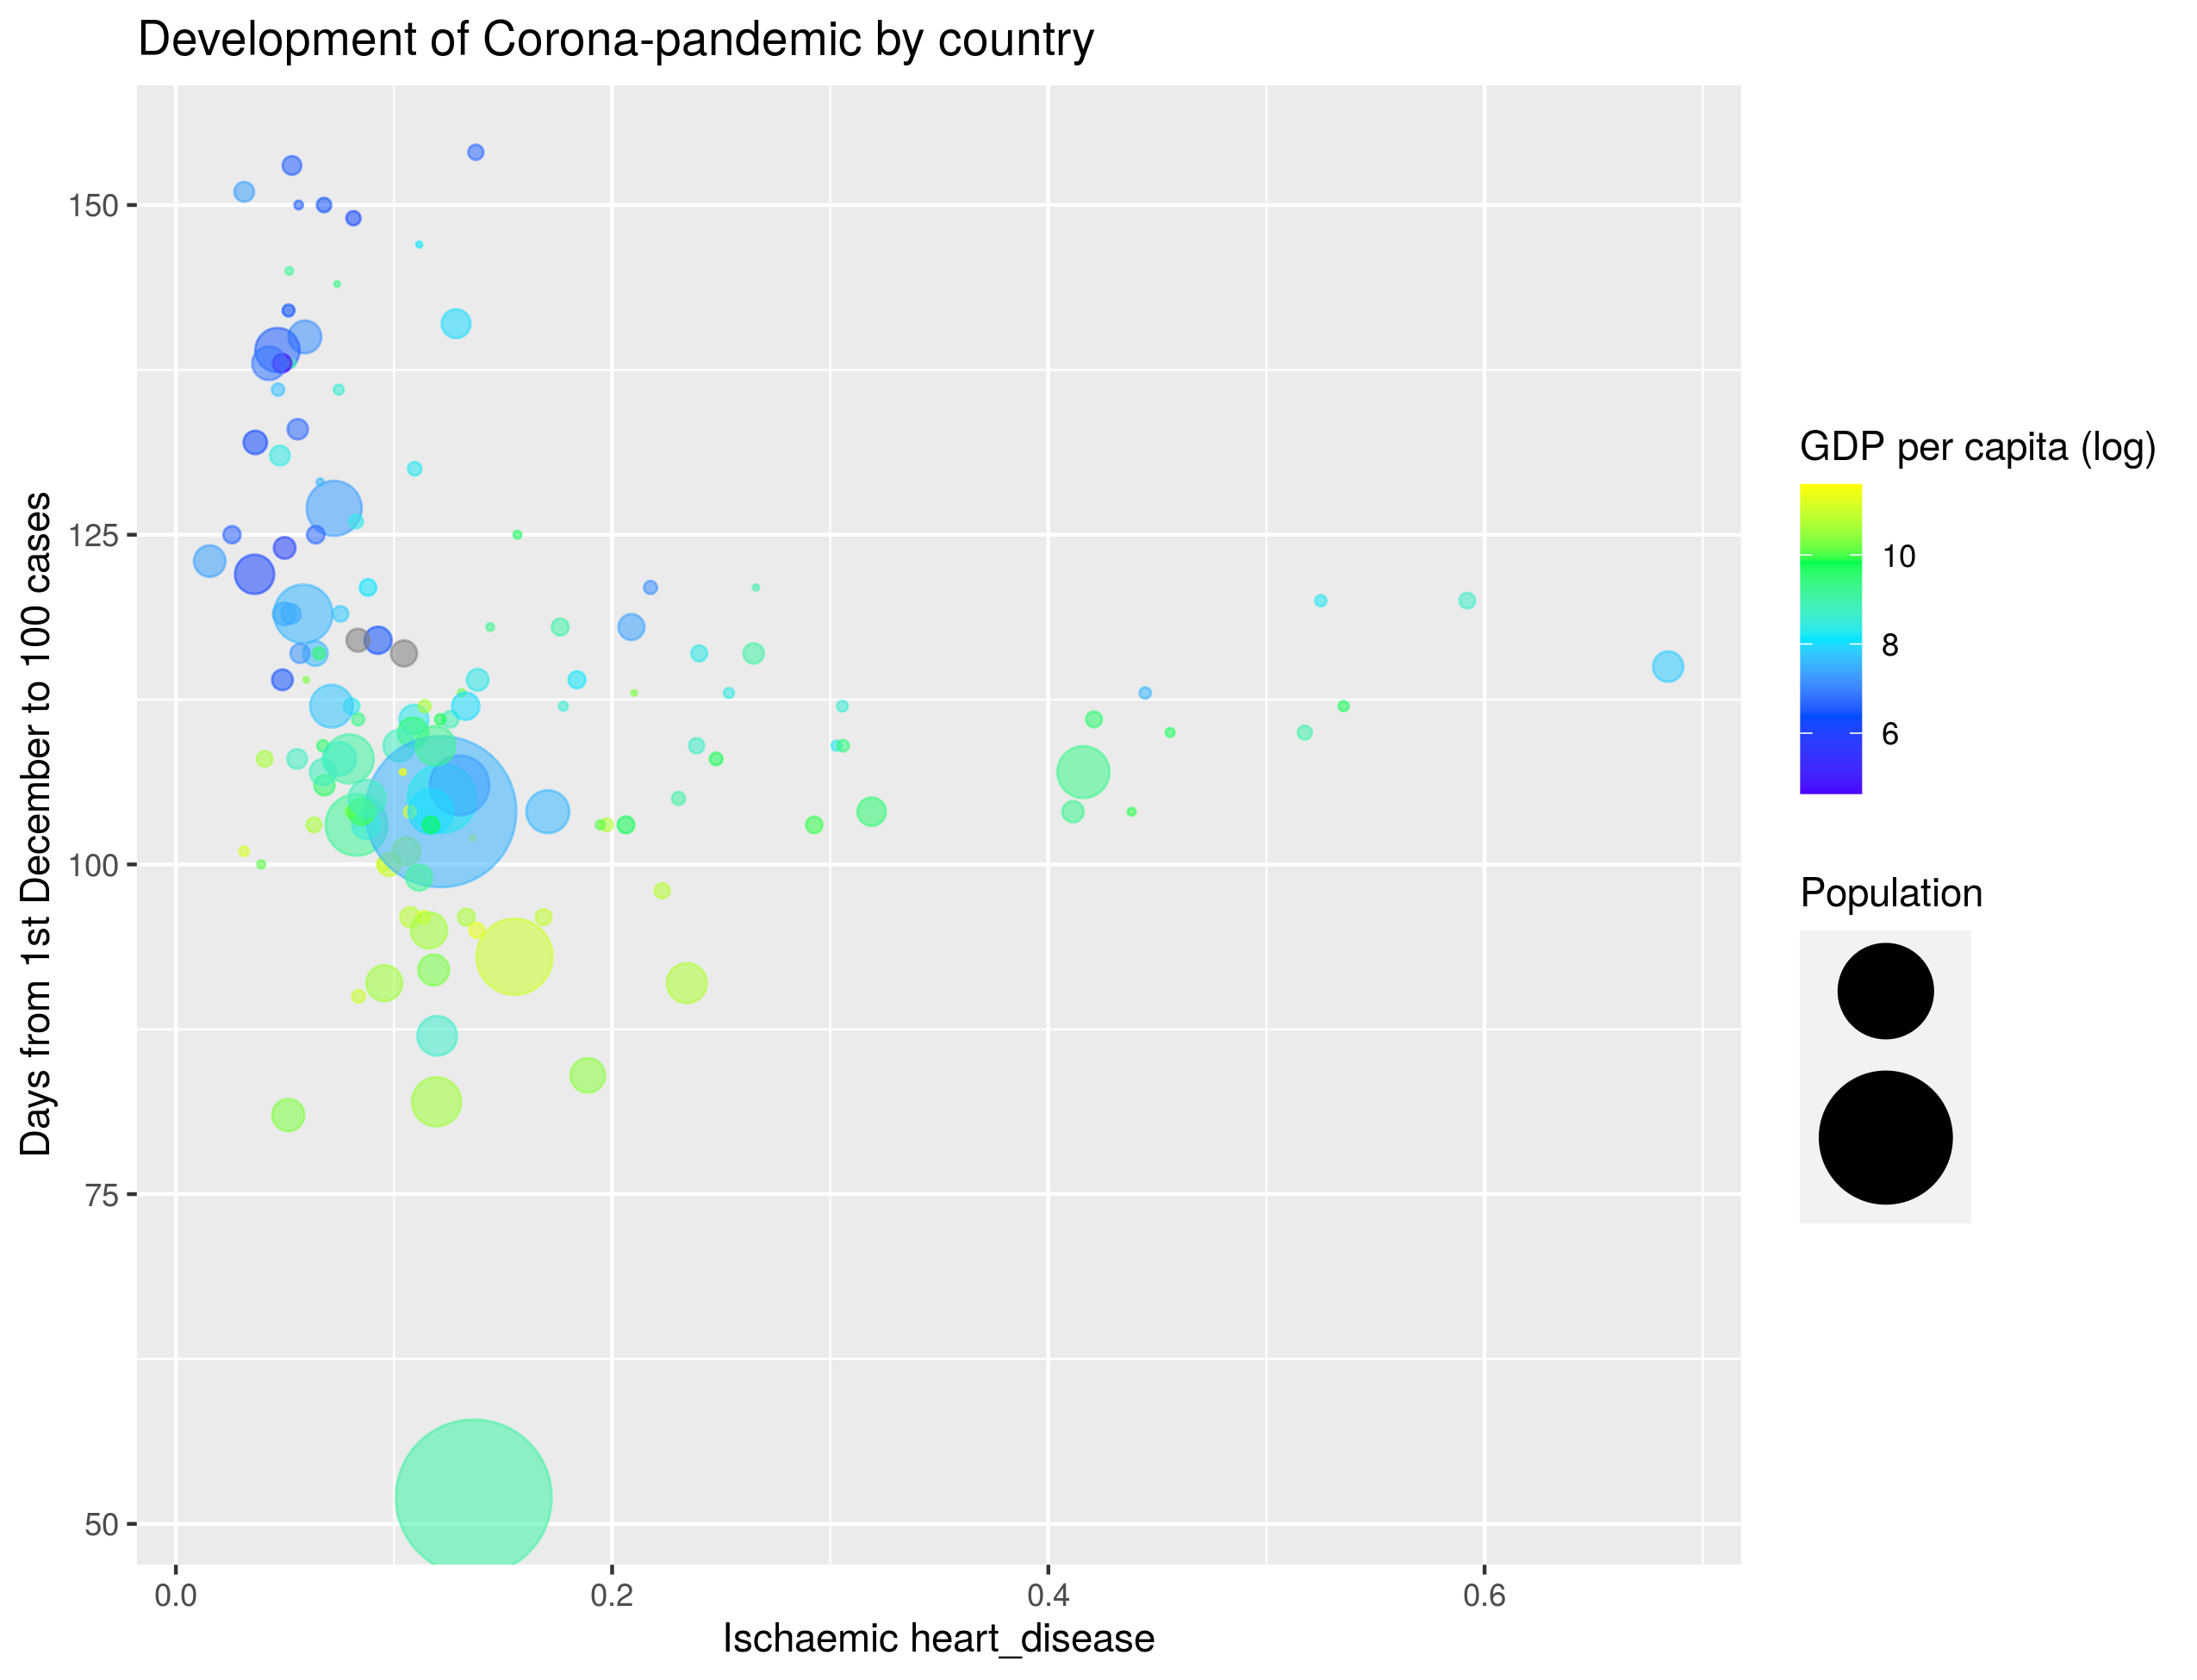 Development of Corona-pandemic by country
Days from 1st December to 100 cases
150
125
100
75
50
0.0
0.2
0.4
0.6
Ischaemic heart_disease
GDP per capita (log)
10
8
6
Population